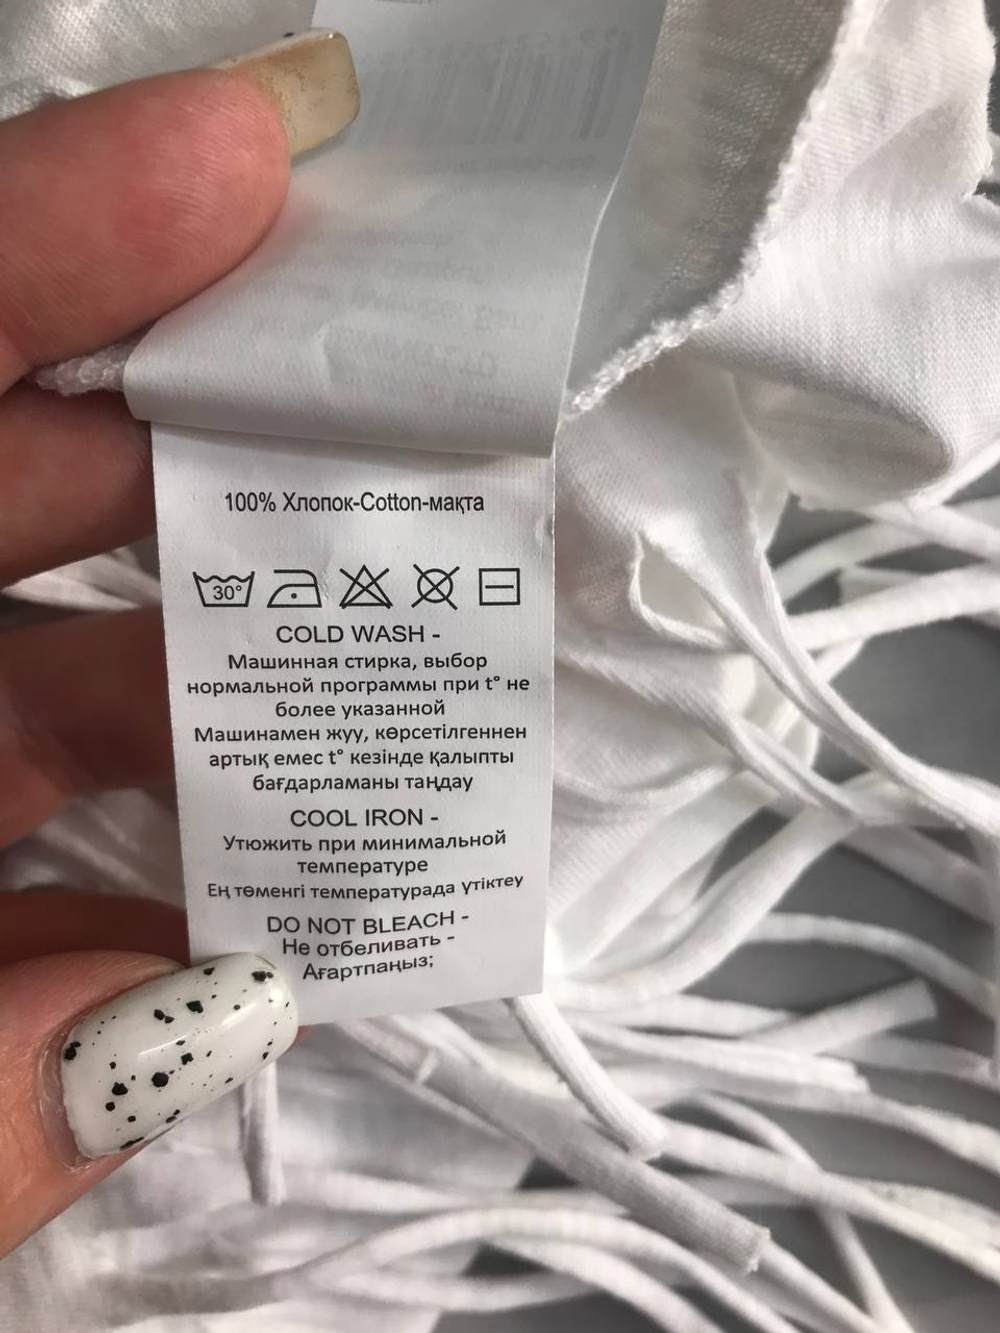 100% Хлопок-Cotton-мақта
30°
COLD WASH -
Машинная стирка, выбор
нормальной программы при t° не
более указанной
Машинамен жуу, көрсетілгеннен
артық емес t° кезінде қалыпты
бағдарламаны таңдау
COOL IRON -
Утюжить при минимальной
температуре
Ең төменгі температурада үтіктеу
DO NOT BLEACH -
Не отбеливать -
Ағартпаңыз;